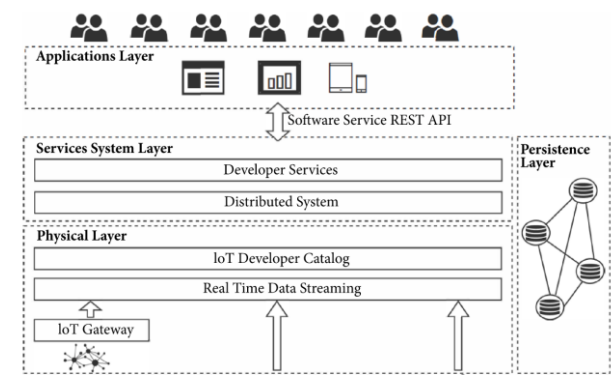 Applications Layer
Software Service REST API
Services System Layer
Developer Services
Distributed System
Persistence
Layer
Physical Layer
IoT Developer Catalog
Real Time Data Streaming
IoT Gateway